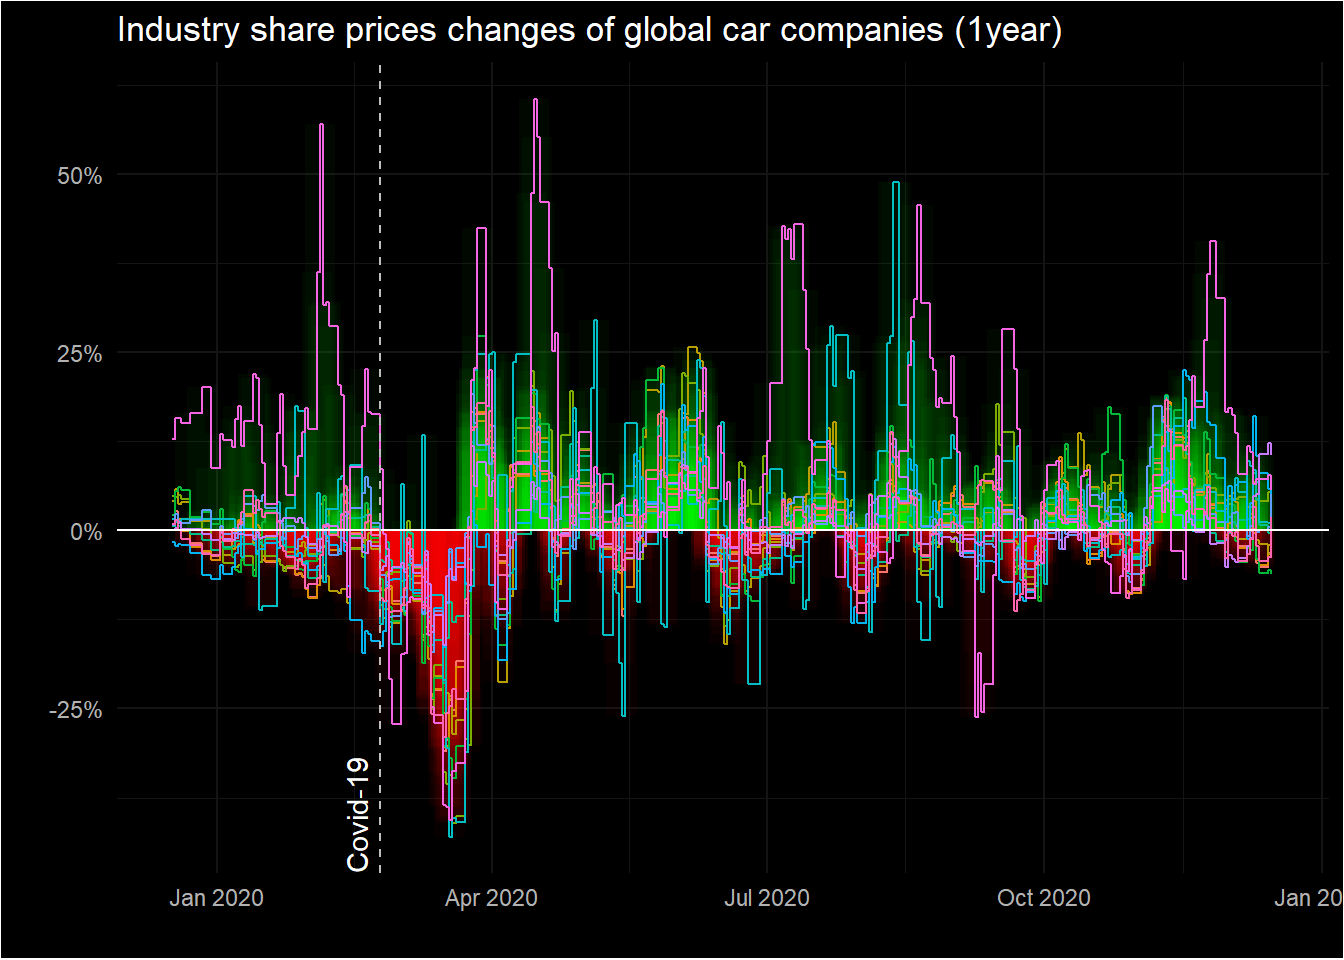 Industry share prices changes of global car companies (1year)
50%
25%
0%
-25%
Covid-19
Jan 2020
Apr 2020
Jul 2020
Oct 2020
Jan 20